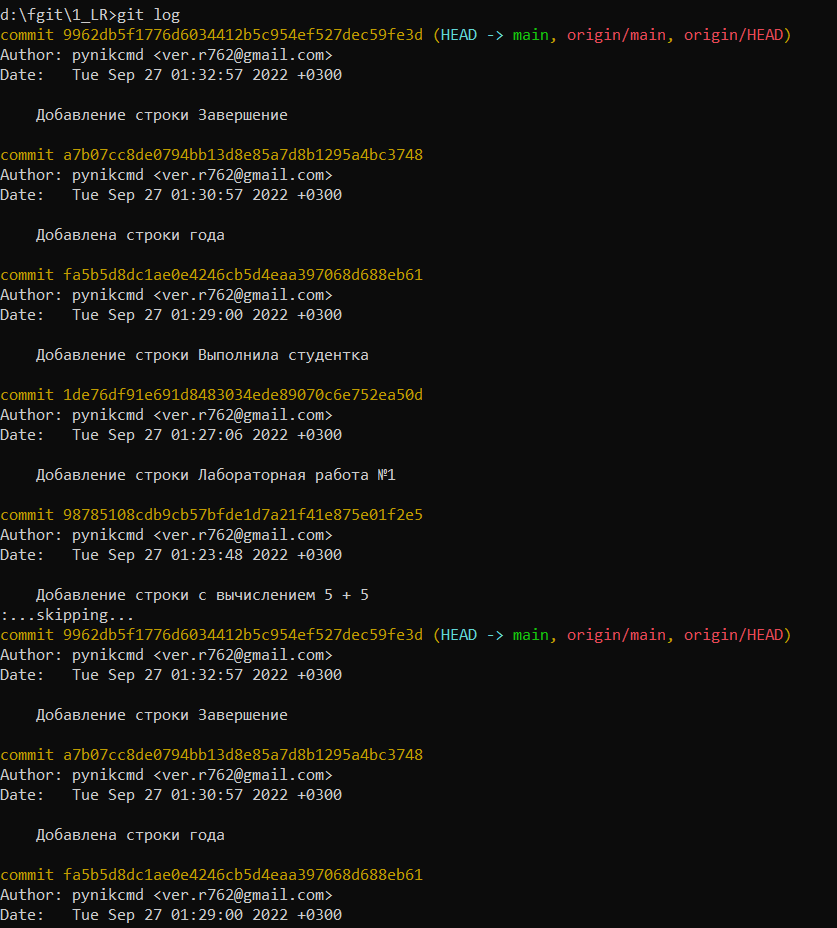 d:\fgit\1_LR>git log
commit 9962db5f1776d6034412b5c954ef527dec59fe3d (HEAD -> main, origin/main, origin/HEAD)
Author: pynikcmd <ver.r762@gmail.com>
Date:   Tue Sep 27 01:32:57 2022 +0300
Добавление строки Завершение
commit a7b07cc8de0794bb13d8e85a7d8b1295a4bc3748
Author: pynikcmd <ver.r762@gmail.com>
Date:   Tue Sep 27 01:30:57 2022 +0300
Добавлена строки года
commit fa5b5d8dc1ae0e4246cb5d4eaa397068d688eb61
Author: pynikcmd <ver.r762@gmail.com>
Date:   Tue Sep 27 01:29:00 2022 +0300
Добавление строки Выполнила студентка
commit 1de76df91e691d8483034ede89070c6e752ea50d
Author: pynikcmd <ver.r762@gmail.com>
Date:   Tue Sep 27 01:27:06 2022 +0300
Добавление строки Лабораторная работа №1
commit 98785108cdb9cb57bfde1d7a21f41e875e01f2e5
Author: pynikcmd <ver.r762@gmail.com>
Date:   Tue Sep 27 01:23:48 2022 +0300
Добавление строки с вычислением 5 + 5
:...skipping...
commit 9962db5f1776d6034412b5c954ef527dec59fe3d (HEAD -> main, origin/main, origin/HEAD)
Author: pynikcmd <ver.r762@gmail.com>
Date:   Tue Sep 27 01:32:57 2022 +0300
Добавление строки Завершение
commit a7b07cc8de0794bb13d8e85a7d8b1295a4bc3748
Author: pynikcmd <ver.r762@gmail.com>
Date:   Tue Sep 27 01:30:57 2022 +0300
Добавлена строки года
commit fa5b5d8dc1ae0e4246cb5d4eaa397068d688eb61
Author: pynikcmd <ver.r762@gmail.com>
Date:   Tue Sep 27 01:29:00 2022 +0300